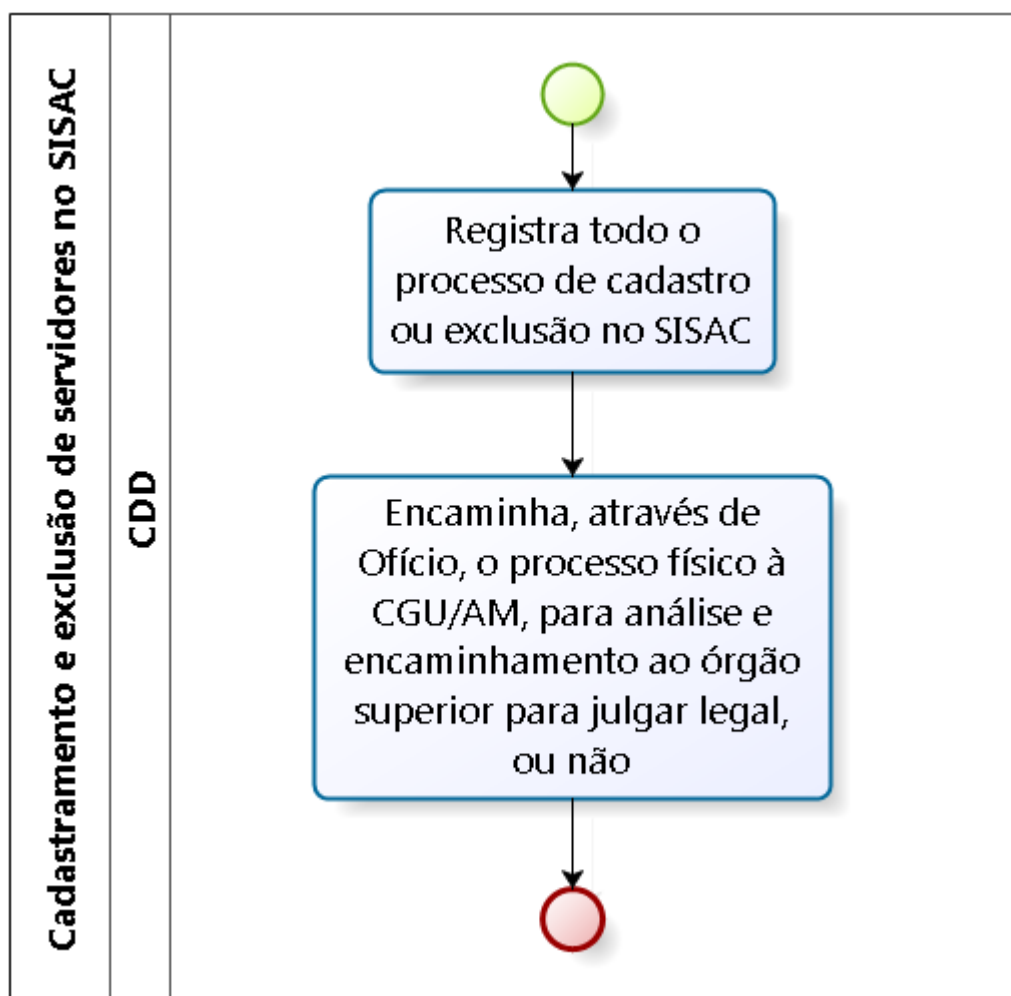 Cadastramento e exclusão de servidores no SISAC
CDD
Registra todo o
processo de cadastro
ou exclusão no SISAC
Encaminha, através de
Ofício, o processo físico à
CGU/AM, para análise e
encaminhamento ao órgão
superior para julgar legal,
ou não